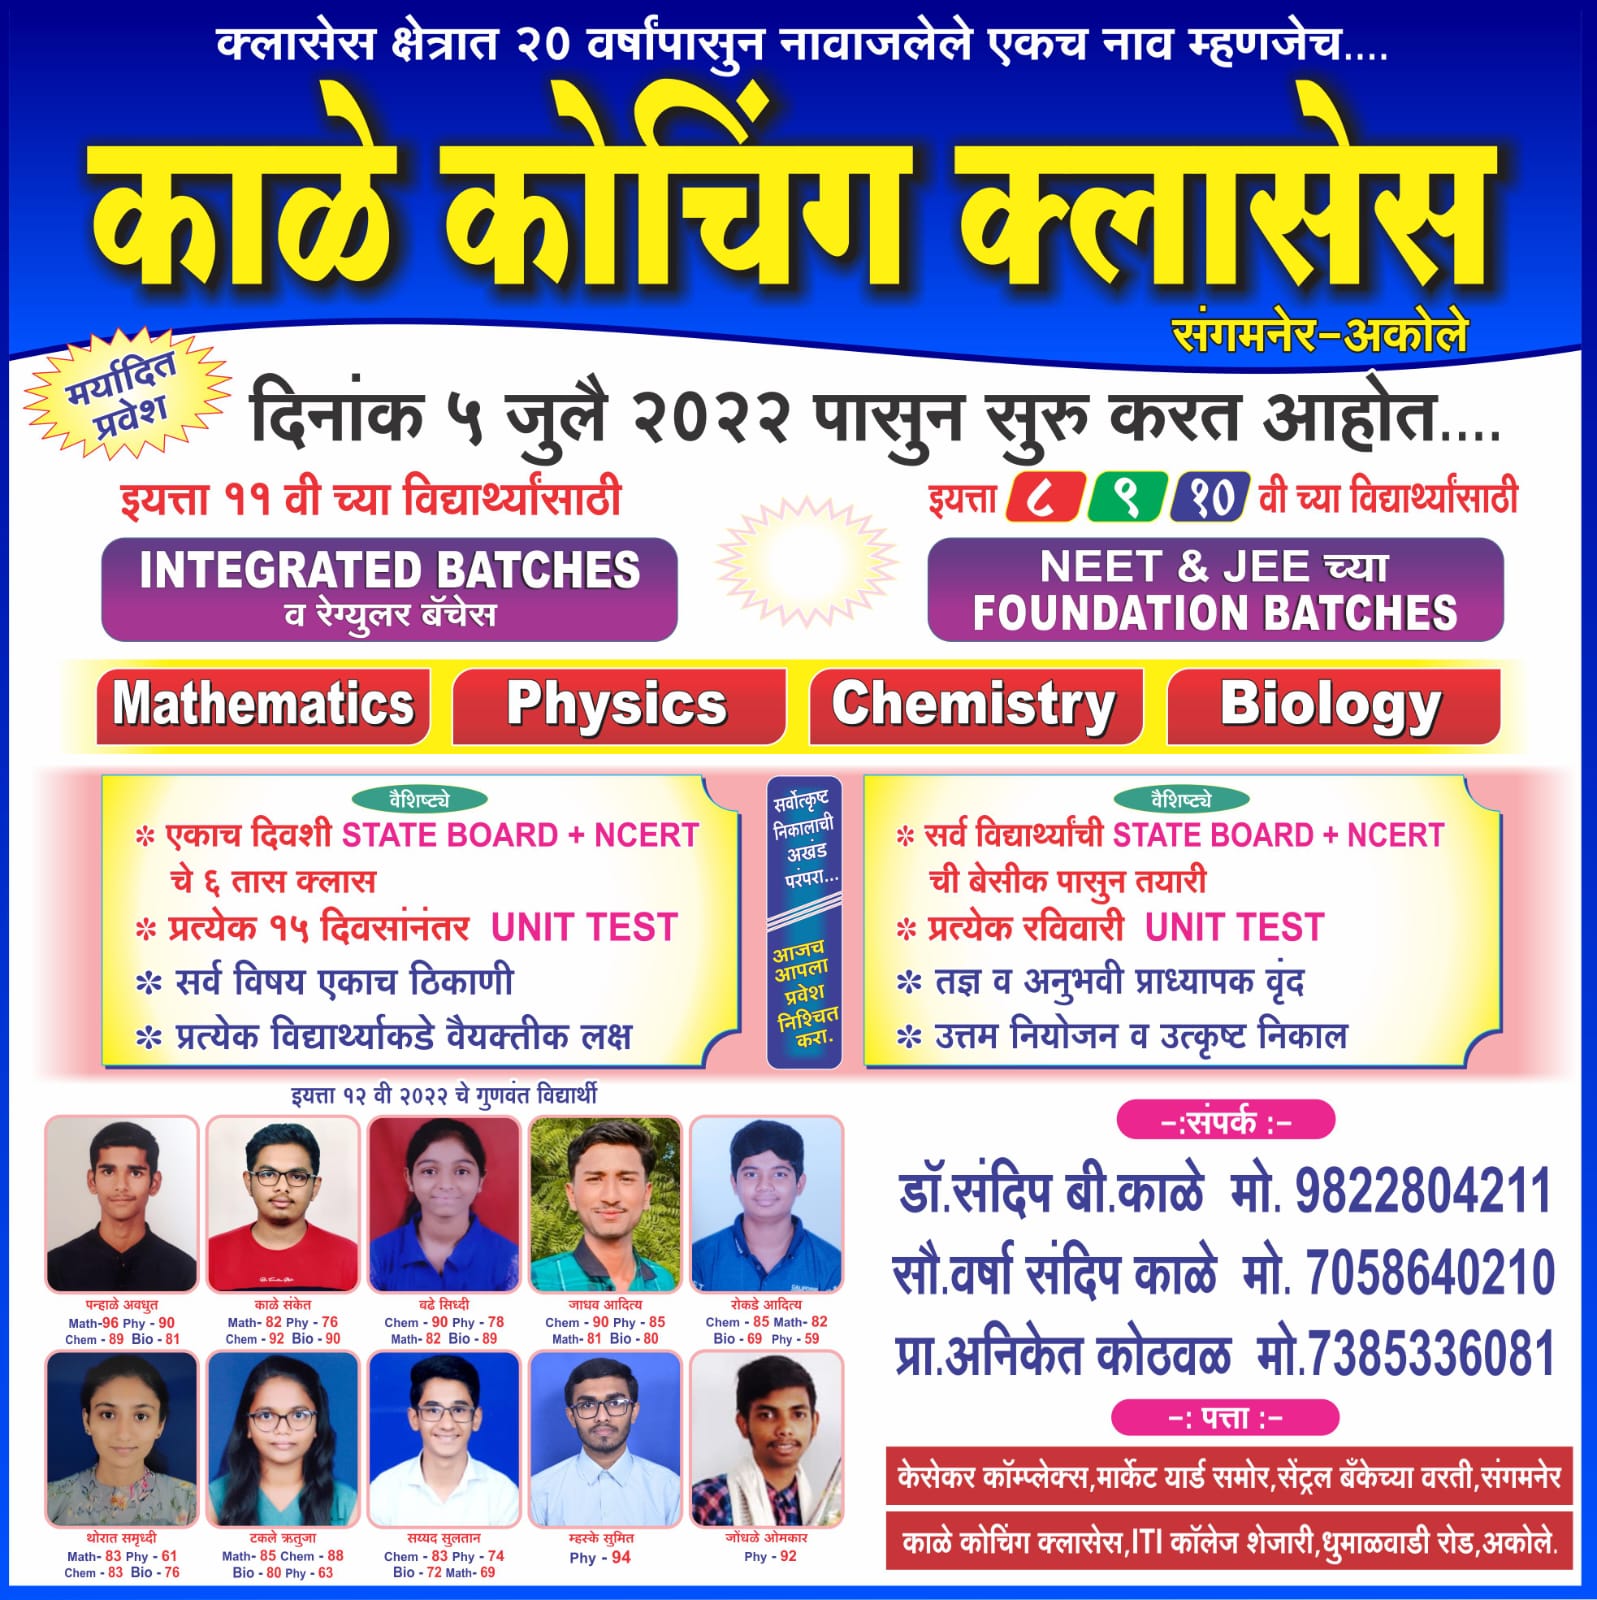 क्लासेस क्षेत्रात २० वर्षांपासुन नावाजलेले एकच नाव म्हणजेच....
काळे कोचिंग क्लासेस
संगमनेर-अकोले
मर्यादित
प्रवेश
दिनांक ५ जुलै २०२२ पासुन सुरु करत आहोत....
इयत्ता ११ वी च्या विद्यार्थ्यांसाठी
INTEGRATED BATCHES
व रेग्युलर बॅचेस
इयत्ता ८ ९ १० वी च्या विद्यार्थ्यांसाठी
NEET & JEE च्या
FOUNDATION BATCHES
Mathematics Physics Chemistry Biology
वैशिष्ट्ये
* एकाच दिवशी STATE BOARD + NCERT
चे ६ तास क्लास
* प्रत्येक १५ दिवसांनंतर UNIT TEST
* सर्व विषय एकाच ठिकाणी
* प्रत्येक विद्यार्थ्याकडे वैयक्तीक लक्ष
सर्वोत्कृष्ट
निकालाची
अखंड
परंपरा...
आजच
आपला
प्रवेश
निश्चित
करा.
वैशिष्ट्ये
* सर्व विद्यार्थ्यांची STATE BOARD + NCERT
ची बेसीक पासुन तयारी
* प्रत्येक रविवारी UNIT TEST
* तज्ञ व अनुभवी प्राध्यापक वृंद
* उत्तम नियोजन व उत्कृष्ट निकाल
इयत्ता १२ वी २०२२ चे गुणवंत विद्यार्थी
पन्हाळे अवधुत
Math-96 Phy - 90
Chem - 89 Bio - 81
काळे संकेत
Math- 82 Phy - 76
Chem - 92 Bio - 90
वढे सिध्दी
Chem - 90 Phy - 78
Math- 82 Bio - 89
जाधव आदित्य
Chem - 90 Phy - 85
Math- 81 Bio - 80
रोकडे आदित्य
Chem - 85 Math- 82
Bio - 69 Phy - 59
थोरात समृध्दी
Math- 83 Phy - 61
Chem - 83 Bio - 76
टकले ऋतुजा
Math- 85 Chem - 88
Bio - 80 Phy - 63
सय्यद सुलतान
Chem - 83 Phy - 74
Bio - 72 Math- 69
म्हस्के सुमित
Phy - 94
जोंधळे ओमकार
Phy - 92
-:संपर्क :-
डॉ.संदिप बी.काळे मो. 9822804211
सौ.वर्षा संदिप काळे मो. 7058640210
प्रा.अनिकेत कोठवळ मो.7385336081
-: पत्ता :-
केसेकर कॉम्प्लेक्स,मार्केट यार्ड समोर,सेंट्रल बँकेच्या वरती,संगमनेर
काळे कोचिंग क्लासेस,ITI कॉलेज शेजारी,धुमाळवाडी रोड,अकोले.